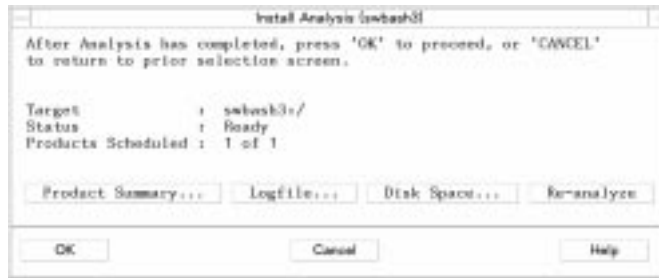 Install Analysis (swbash3)
After Analysis has completed, press 'OK' to proceed, or 'CANCEL'
to return to prior selection screen.
Target : swbash3:/
Status : Ready
Products Scheduled : 1 of 1
Product Summary... Logfile... Disk Space... Re-analyze
OK Cancel Help